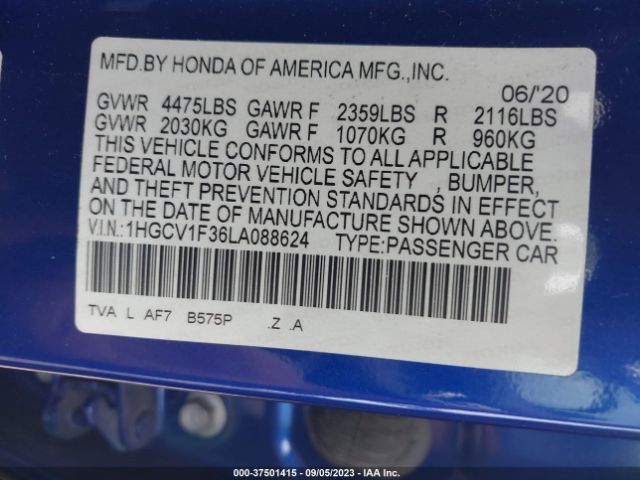 MFD.BY HONDA OF AMERICA MFG.,INC.
06/'20
GVWR 4475LBS GAWR F 2359LBS R 2116LBS
GVWR 2030KG GAWR F 1070KG R 960KG
THIS VEHICLE CONFORMS TO ALL APPLICABLE
FEDERAL MOTOR VEHICLE SAFETY , BUMPER,
AND THEFT PREVENTION STANDARDS IN EFFECT
ON THE DATE OF MANUFACTURE SHOWN ABOVE.
V.I.N.:1HGCV1F36LA088624 TYPE:PASSENGER CAR
TVA L AF7 B575P .Z .A
000-37501415 - 09/05/2023 - IAA Inc.